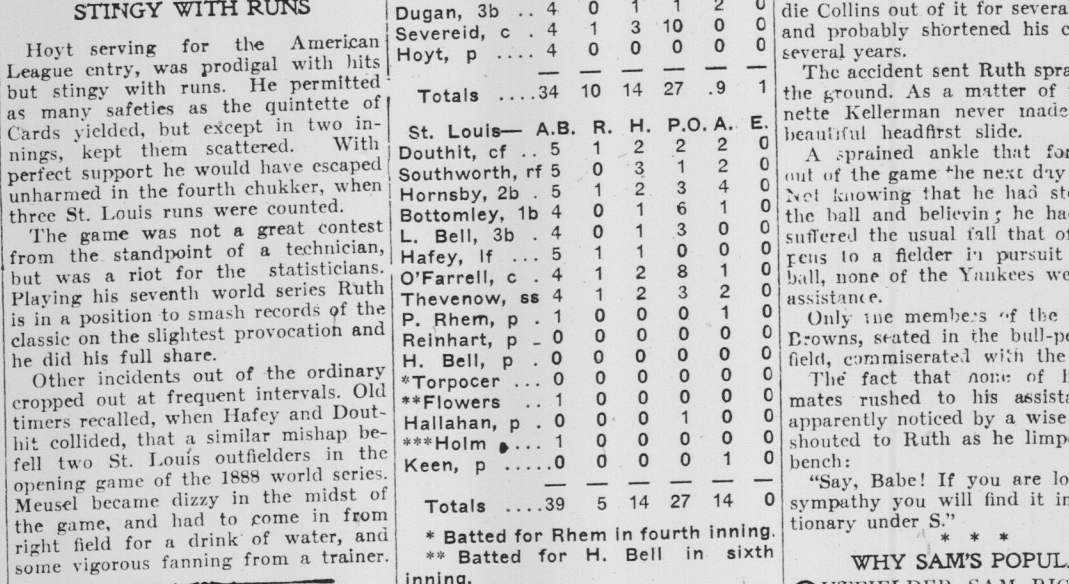 STINGY WITH RUNS
Hoyt serving for the American
League entry, was prodigal with hits
but stingy with runs. He permitted
as many safeties as the quintette of
Cards yielded, but except in two in-
nings, kept them scattered. With
perfect support he would have escaped
unharmed in the fourth chukker, when
three St. Louis runs were counted.
The game was not a great contest
from the standpoint of a technician,
but was a riot for the statisticians.
Playing his seventh world series Ruth
is in a position to smash records of the
classic on the slightest provocation and
he did his full share.
Other incidents out of the ordinary
cropped out at frequent intervals. Old
timers recalled, when Hafey and Dout-
hit collided, that a similar mishap be-
fell two St. Louis outfielders in the
opening game of the 1888 world series.
Meusel became dizzy in the midst of
the game, and had to come in from
right field for a drink of water, and
some vigorous fanning from a trainer.
Dugan, 3b .. 4 0 1 1 2 0
Severeid, c . 4 1 3 10 0 0
Hoyt, p .... 4 0 0 0 0 0
Totals ....34 10 14 27 .9 1
St. Louis— A.B. R. H. P.O. A. E.
Douthit, cf .. 5 1 2 2 2 0
Southworth, rf 5 0 3 1 2 0
Hornsby, 2b . 5 1 2 3 4 0
Bottomley, 1b 4 0 1 6 1 0
L. Bell, 3b . 4 0 1 3 0 0
Hafey, lf ... 5 1 1 0 0 0
O'Farrell, c . 4 1 2 8 1 0
Thevenow, ss 4 1 2 3 2 0
P. Rhem, p . 1 0 0 0 1 0
Reinhart, p - 0 0 0 0 0 0
H. Bell, p . 0 0 0 0 0 0
*Torpocer ... 0 0 0 0 0 0
**Flowers .. 1 0 0 0 0 0
Hallahan, p . 0 0 0 1 0 0
***Holm . 1 0 0 0 0 0
Keen, p .....0 0 0 0 1 0
Totals ....39 5 14 27 14 0
* Batted for Rhem in fourth inning.
** Batted for H. Bell in sixth
inning.
die Collins out of it for severa
and probably shortened his c
several years.
The accident sent Ruth spra
the ground. As a matter of
nette Kellerman never made
beautiful headfirst slide.
A sprained ankle that for
out of the game the next day
Not knowing that he had sto
the ball and believing he ha
suffered the usual fall that o
pens to a fielder in pursuit
ball, none of the Yankees we
assistance.
Only the members of the
Browns, seated in the bull-pe
field, commiserated with the
The fact that none of h
mates rushed to his assista
apparently noticed by a wise
shouted to Ruth as he limpe
bench:
"Say, Babe! If you are lo
sympathy you will find it in
tionary under S."
* * *
WHY SAM'S POPUL